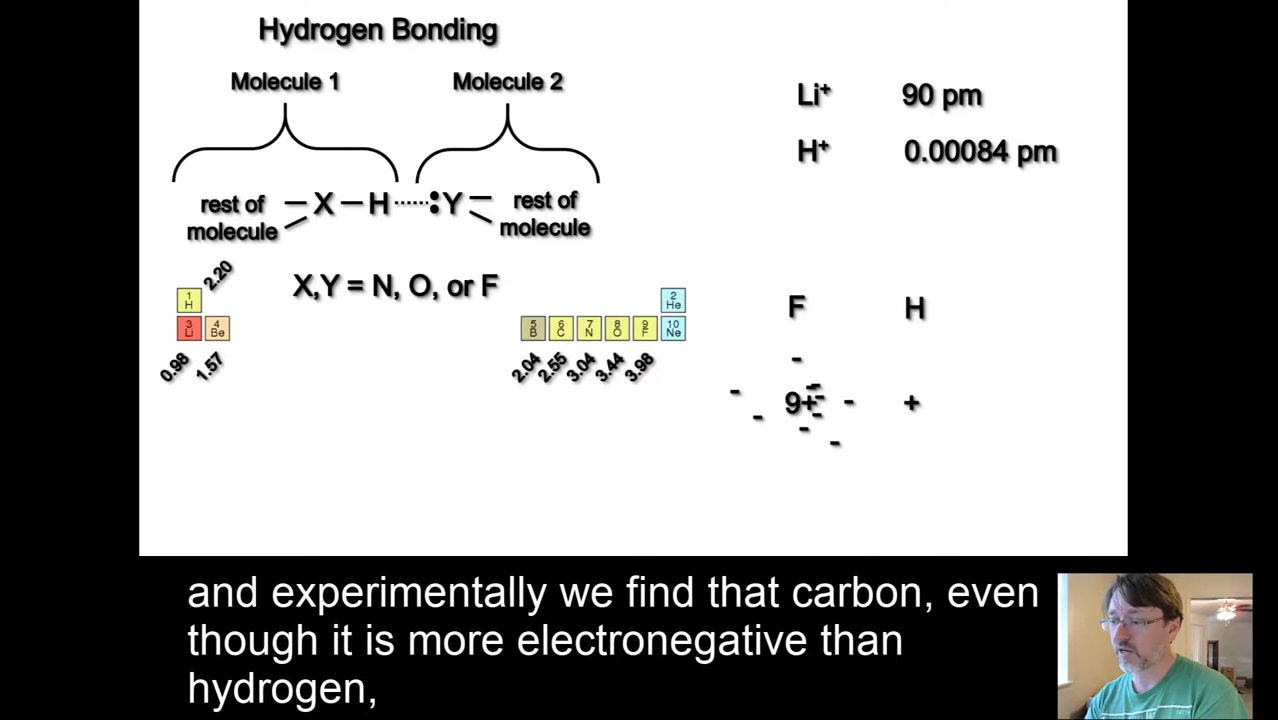 Hydrogen Bonding
Molecule 1 Molecule 2
Li⁺ 90 pm
H⁺ 0.00084 pm
rest of molecule X H :Y rest of molecule
X,Y = N, O, or F
2.20
1 H
3 Li 4 Be
0.98 1.57
2 He
5 B 6 C 7 N 8 O 9 F 10 Ne
2.04 2.55 3.04 3.44 3.98
F H
9+ +
and experimentally we find that carbon, even
though it is more electronegative than
hydrogen,